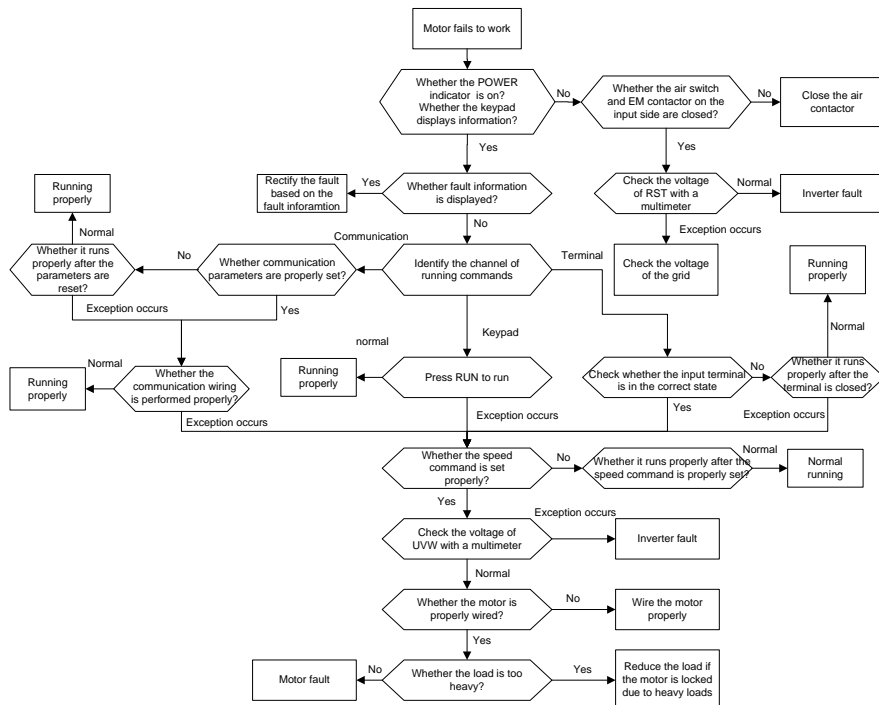 Motor fails to work
Whether the POWER
indicator  is on?
Whether the keypad
displays information?
No
Whether the air switch
and EM contactor on the
input side are closed?
No
Close the air
contactor
Yes
Yes
Rectify the fault
based on the
fault inforamtion
Yes
Whether fault information
is displayed?
Check the voltage
of RST with a
multimeter
Normal
Inverter fault
Running
properly
Normal
No
Exception occurs
Communication
Whether it runs
properly after the
parameters are
reset?
No
Whether communication
parameters are properly set?
Identify the channel of
running commands
Terminal
Check the voltage
of the grid
Running
properly
Exception occurs
Yes
Keypad
Normal
normal
Normal
Running
properly
Whether the
communication wiring
is performed properly?
Running
properly
Press RUN to run
Check whether the input terminal
is in the correct state
No
Whether it runs
properly after the
terminal is closed?
Exception occurs
Exception occurs
Yes
Exception occurs
Whether the speed
command is set
properly?
No
Whether it runs properly after the
speed command is properly set?
Normal
Normal
running
Yes
Exception occurs
Check the voltage of
UVW with a multimeter
Inverter fault
Normal
Whether the motor is
properly wired?
No
Wire the motor
properly
Yes
Motor fault
No
Whether the load is too
heavy?
Yes
Reduce the load if
the motor is locked
due to heavy loads